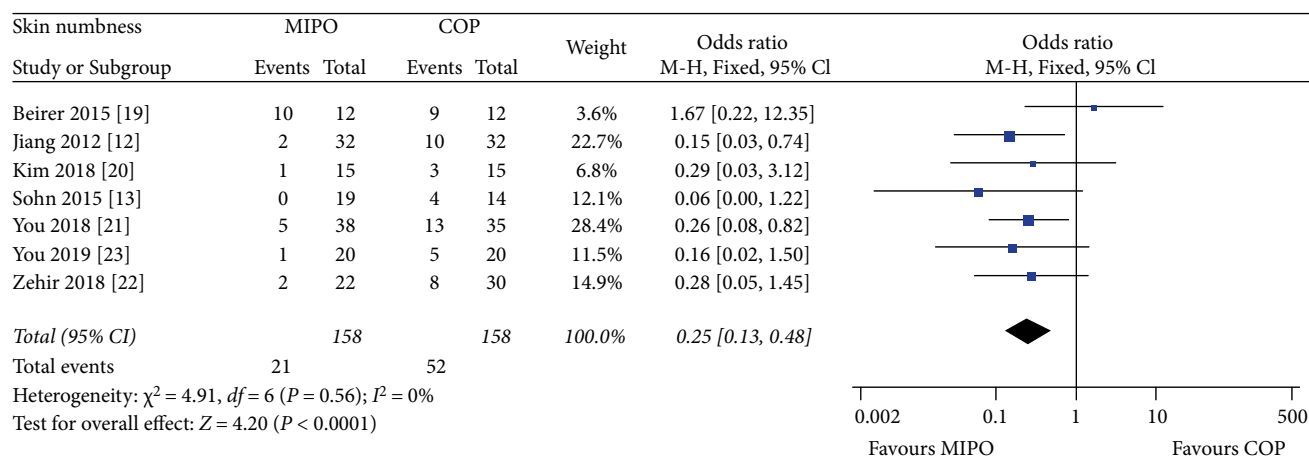 Skin numbness MIPO COP Weight Odds ratio Odds ratio
Study or Subgroup Events Total Events Total M-H, Fixed, 95% Cl M-H, Fixed, 95% Cl
Beirer 2015 [19] 10 12 9 12 3.6% 1.67 [0.22, 12.35]
Jiang 2012 [12] 2 32 10 32 22.7% 0.15 [0.03, 0.74]
Kim 2018 [20] 1 15 3 15 6.8% 0.29 [0.03, 3.12]
Sohn 2015 [13] 0 19 4 14 12.1% 0.06 [0.00, 1.22]
You 2018 [21] 5 38 13 35 28.4% 0.26 [0.08, 0.82]
You 2019 [23] 1 20 5 20 11.5% 0.16 [0.02, 1.50]
Zehir 2018 [22] 2 22 8 30 14.9% 0.28 [0.05, 1.45]
Total (95% CI) 158 158 100.0% 0.25 [0.13, 0.48]
Total events 21 52
Heterogeneity: χ² = 4.91, df = 6 (P = 0.56); I² = 0%
Test for overall effect: Z = 4.20 (P < 0.0001)
0.002 0.1 1 10 500
Favours MIPO Favours COP